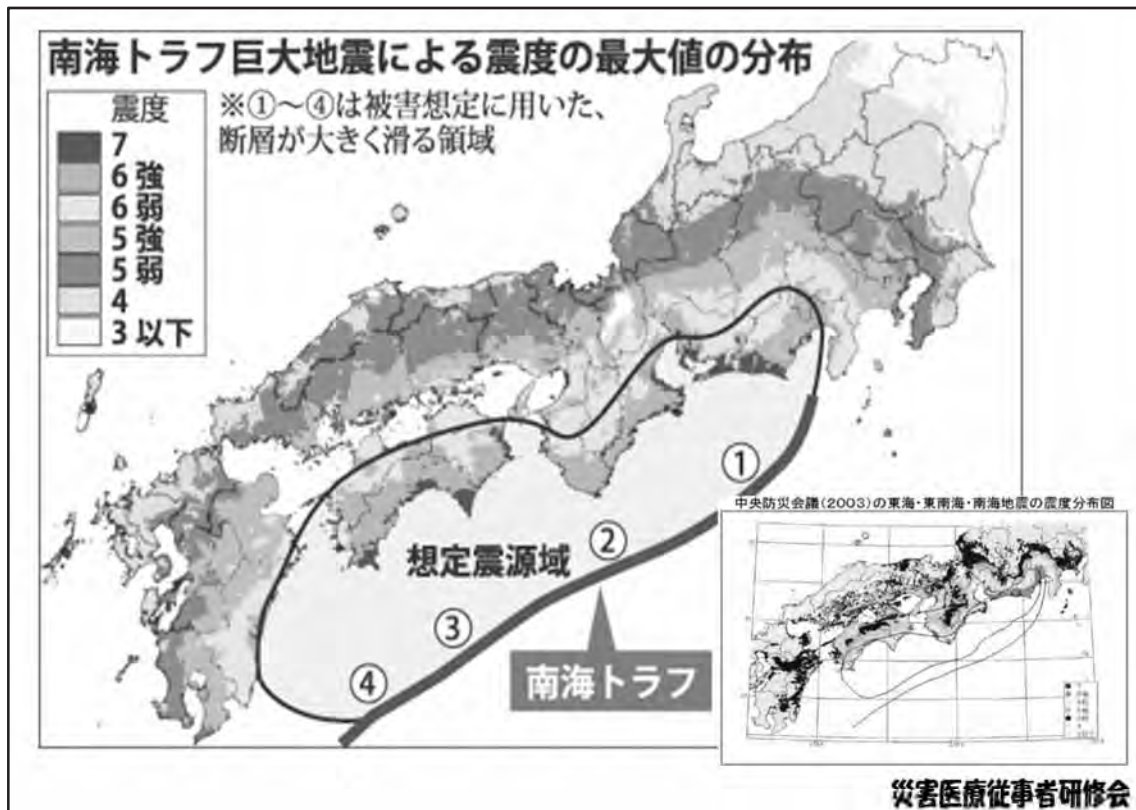 南海トラフ巨大地震による震度の最大値の分布
震度
7
6強
6弱
5強
5弱
4
3以下
※①～④は被害想定に用いた、
断層が大きく滑る領域
①
②
③
④
想定震源域
南海トラフ
中央防災会議(2003)の東海・東南海・南海地震の震度分布図
災害医療従事者研修会